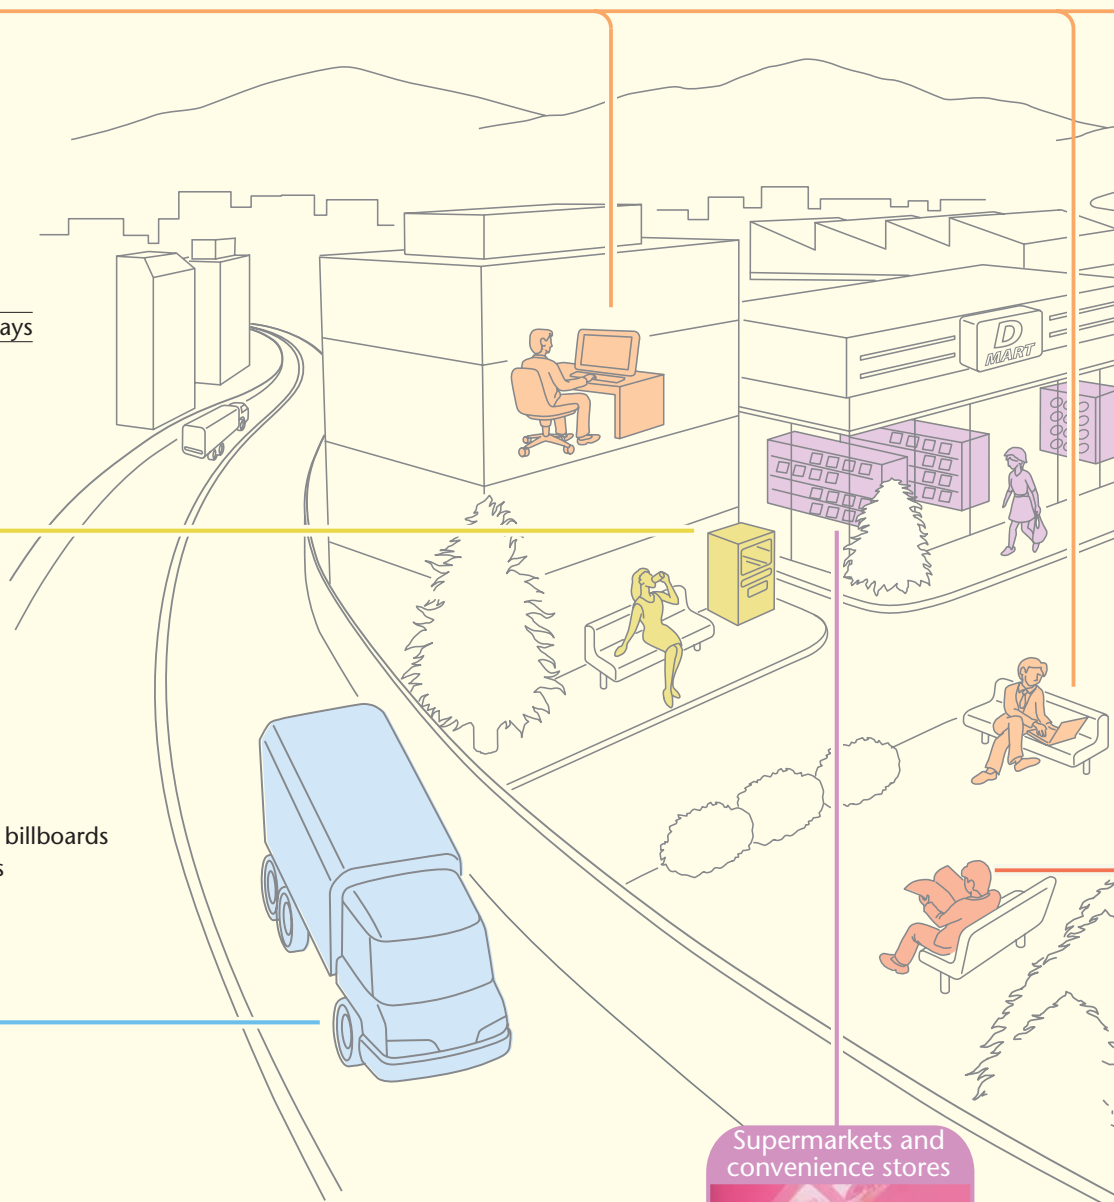 ays
D
MART
billboards
s
Supermarkets and
convenience stores